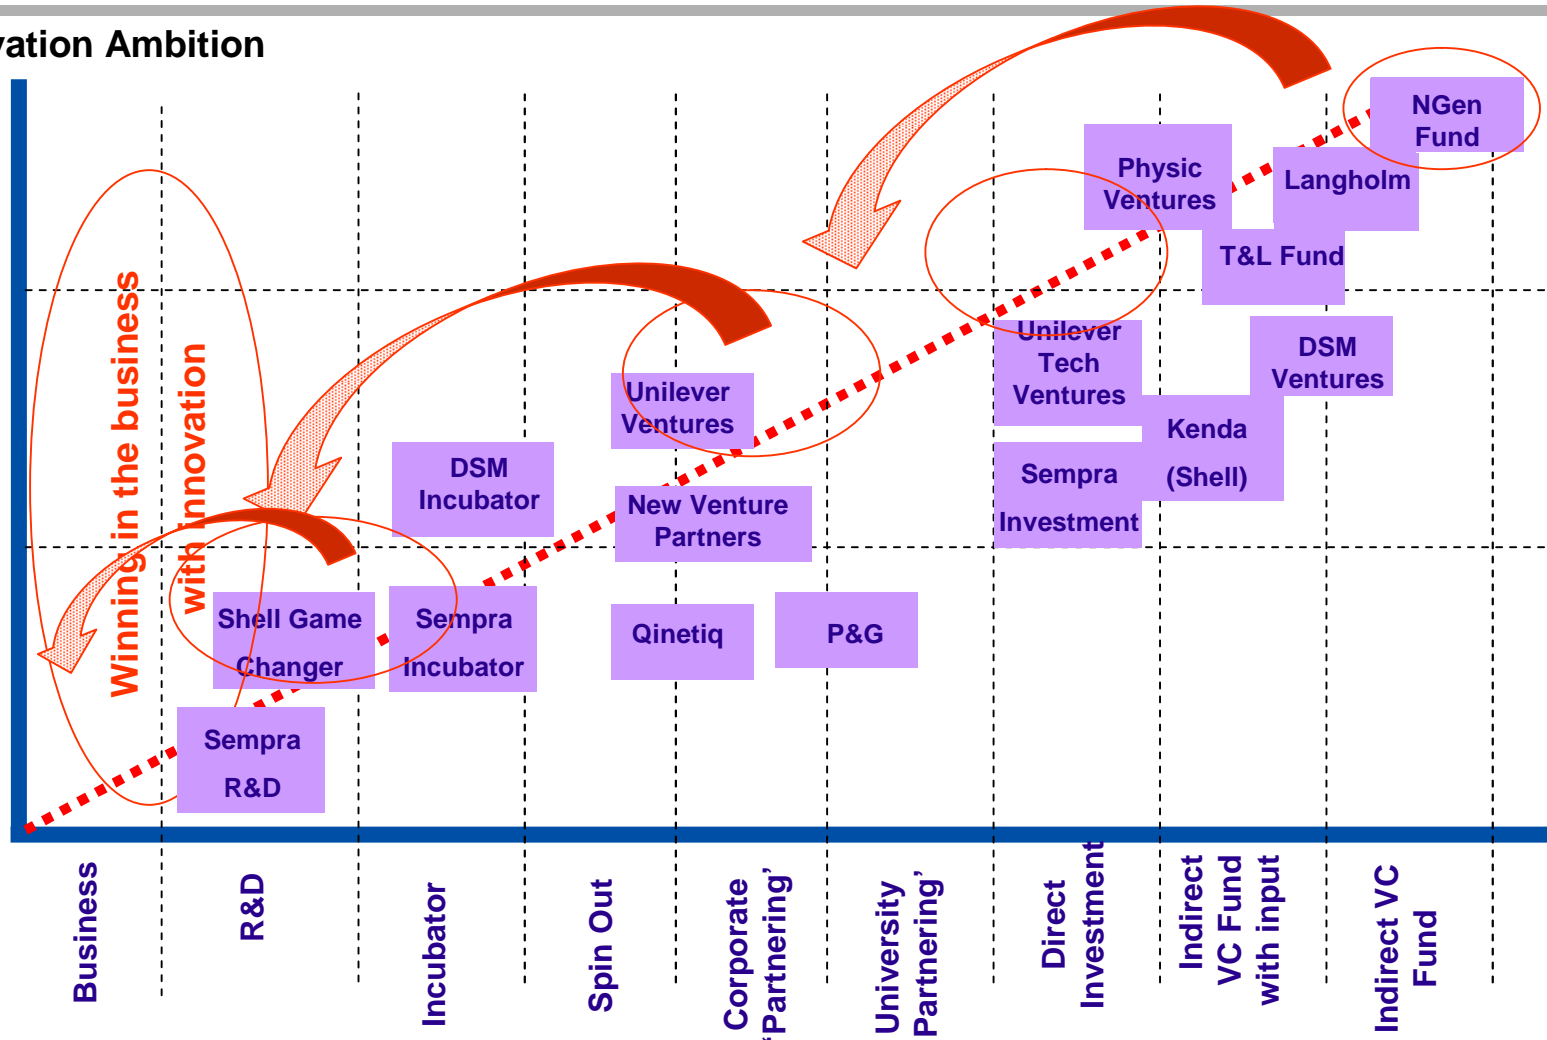 vation Ambition
NGen
Fund
Physic
Ventures
Langholm
T&L Fund
Winning in the business
with innovation
Unilever
Tech
Ventures
DSM
Ventures
Unilever
Ventures
Kenda
(Shell)
DSM
Incubator
Sempra
Investment
New Venture
Partners
Shell Game
Changer
Sempra
Incubator
Qinetiq
P&G
Sempra
R&D
Business
R&D
Incubator
Spin Out
Corporate
‘Partnering’
University
Partnering’
Direct
Investment
Indirect
VC Fund
with input
Indirect VC
Fund